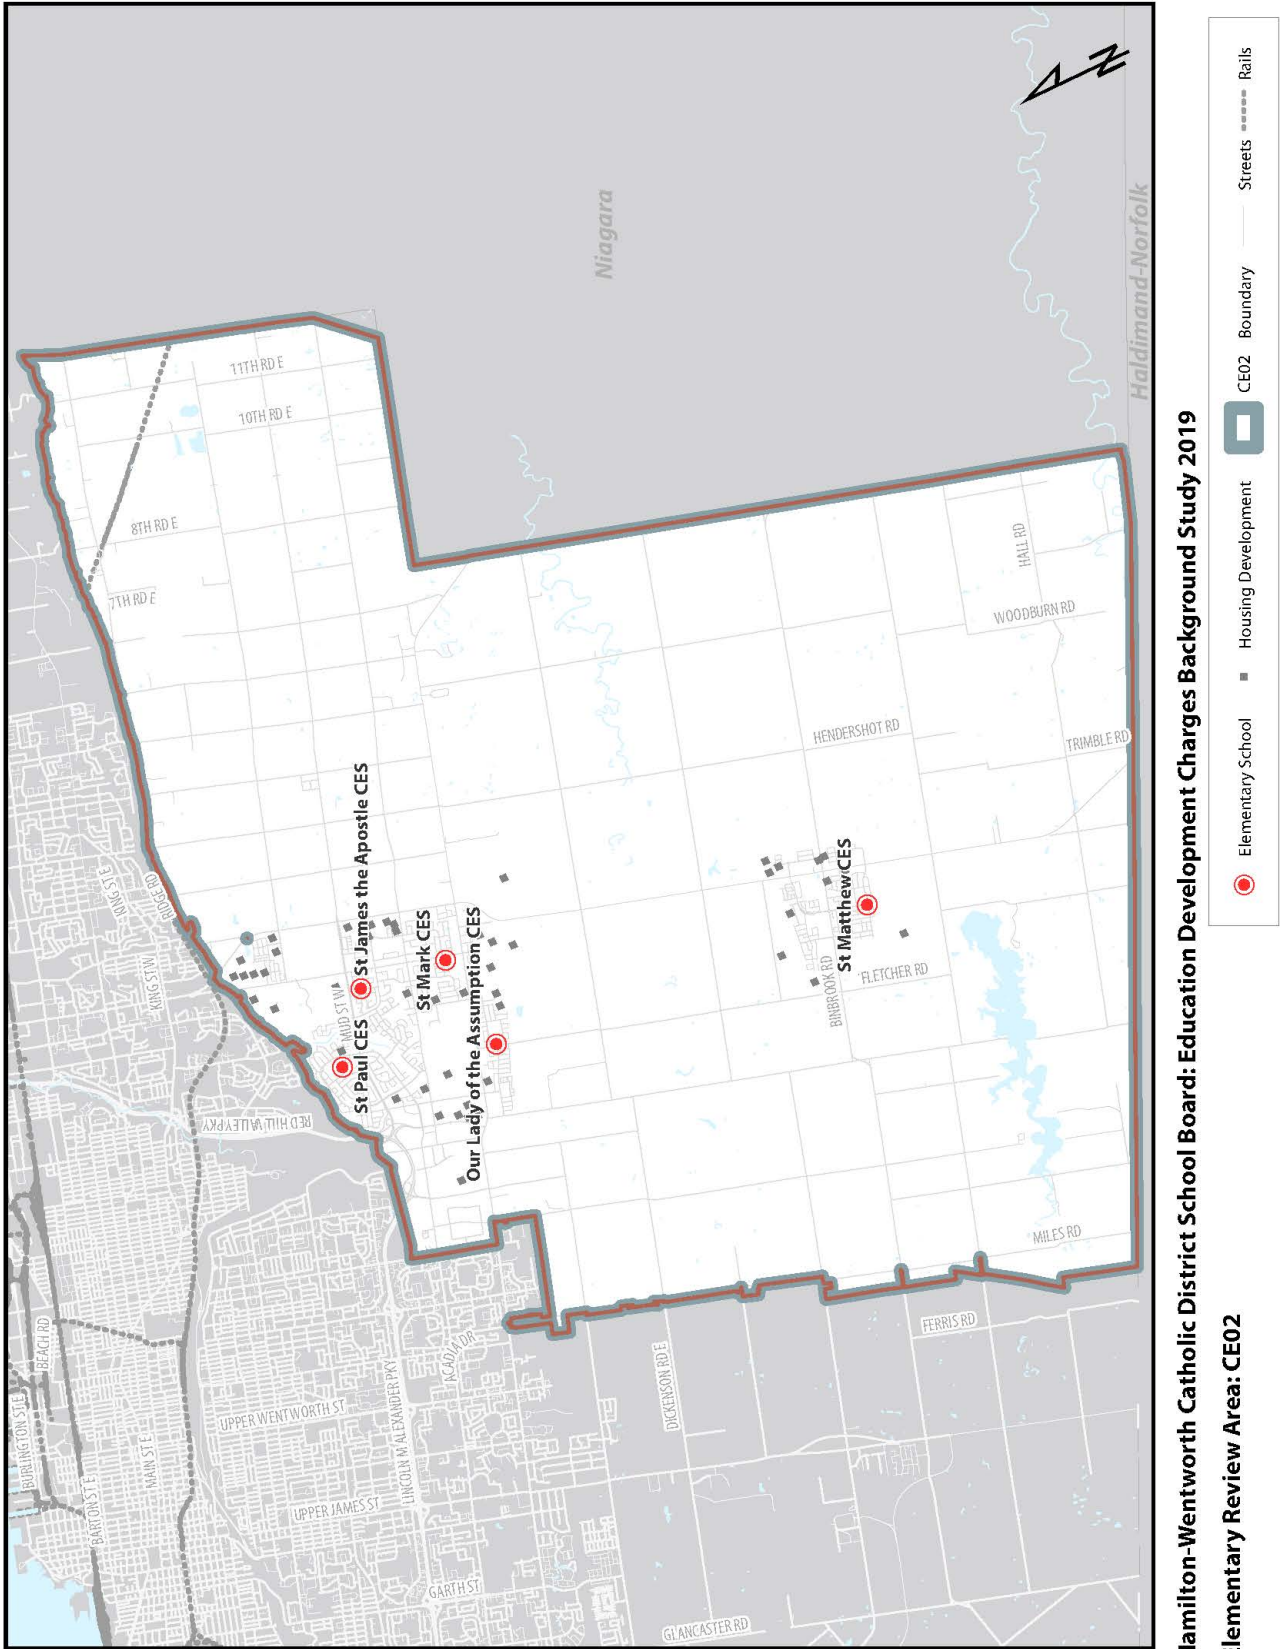 BURLINGTON ST E
BEACH RD
BARTON ST E
MAIN ST E
KING ST E
RIDGE RD
KING ST W
RED HILL VALLEY PKY
UPPER WENTWORTH ST
UPPER JAMES ST
LINCOLN M ALEXANDER PKY
ACADIA DR
GARTH ST
GLANCASTER RD
DICKENSON RD E
FERRIS RD
MILES RD
7TH RD E
8TH RD E
10TH RD E
11TH RD E
MUD ST W
St Paul CES
St James the Apostle CES
St Mark CES
Our Lady of the Assumption CES
St Matthew CES
BINBROOK RD
FLETCHER RD
HENDERSHOT RD
TRIMBLE RD
WOODBURN RD
HALL RD
Niagara
Haldimand-Norfolk
N
lamilton-Wentworth Catholic District School Board: Education Development Charges Background Study 2019
lementary Review Area: CE02
Elementary School
Housing Development
CE02 Boundary
Streets
Rails